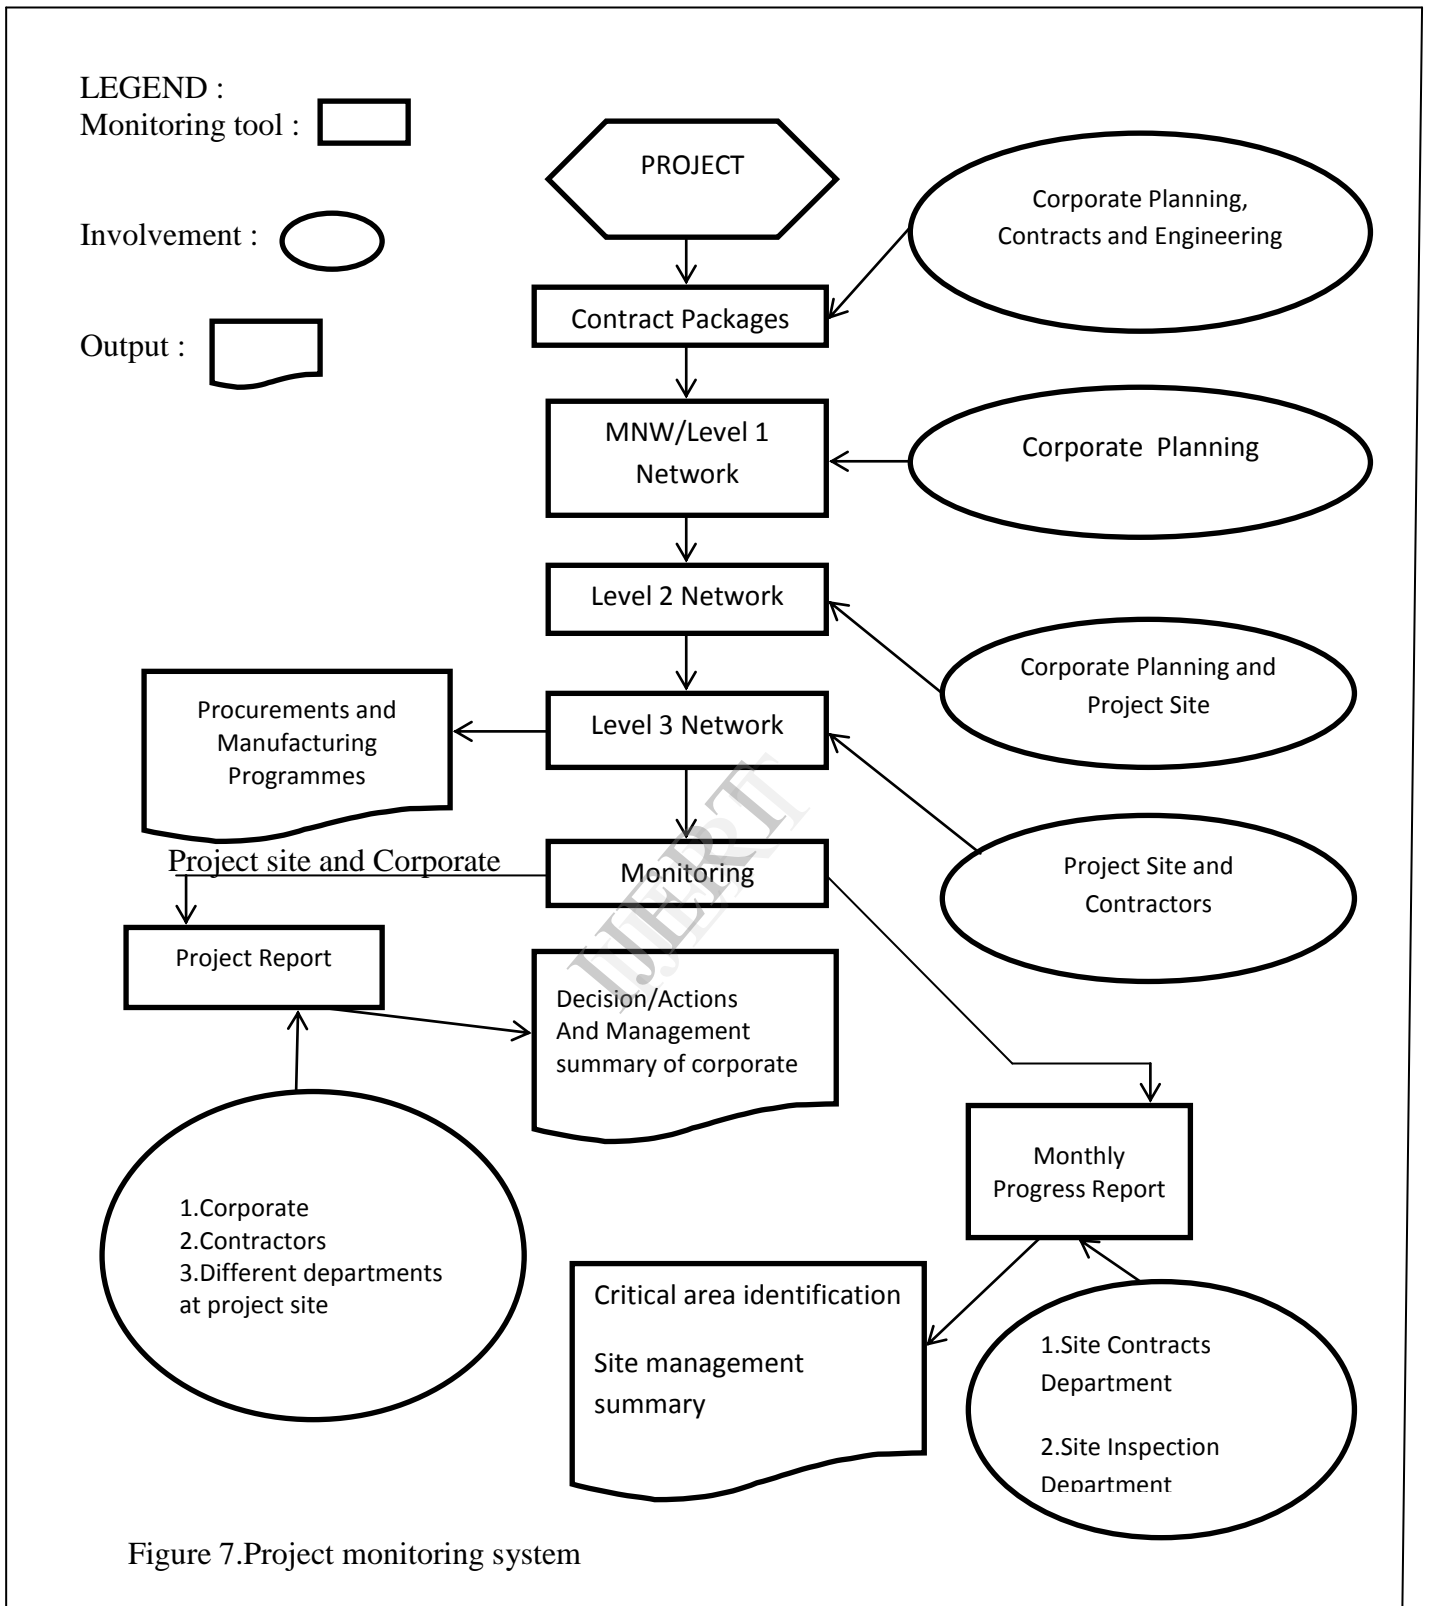 LEGEND :
Monitoring tool :
Involvement :
Output :
PROJECT
Corporate Planning,
Contracts and Engineering
Contract Packages
MNW/Level 1
Network
Corporate  Planning
Level 2 Network
Corporate Planning and
Project Site
Procurements and
Manufacturing
Programmes
Level 3 Network
Project Site and
Contractors
Project site and Corporate
Monitoring
IJERT
Project Report
Decision/Actions
And Management
summary of corporate
Monthly
Progress Report
1.Corporate
2.Contractors
3.Different departments
at project site
Critical area identification
Site management
summary
1.Site Contracts
Department
2.Site Inspection
Department
Figure 7.Project monitoring system